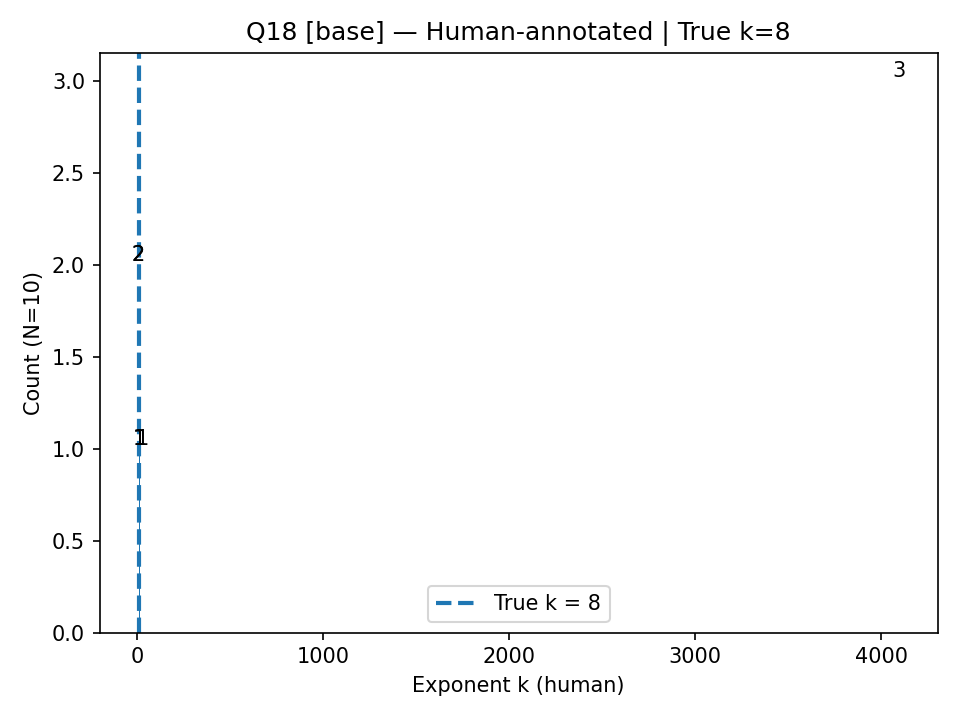 Q18 [base] — Human-annotated | True k=8
3
3.0
2.5
2
2.0
1.5
1
1.0
0.5
True k = 8
0.0
0 1000 2000 3000 4000
Count (N=10)
Exponent k (human)